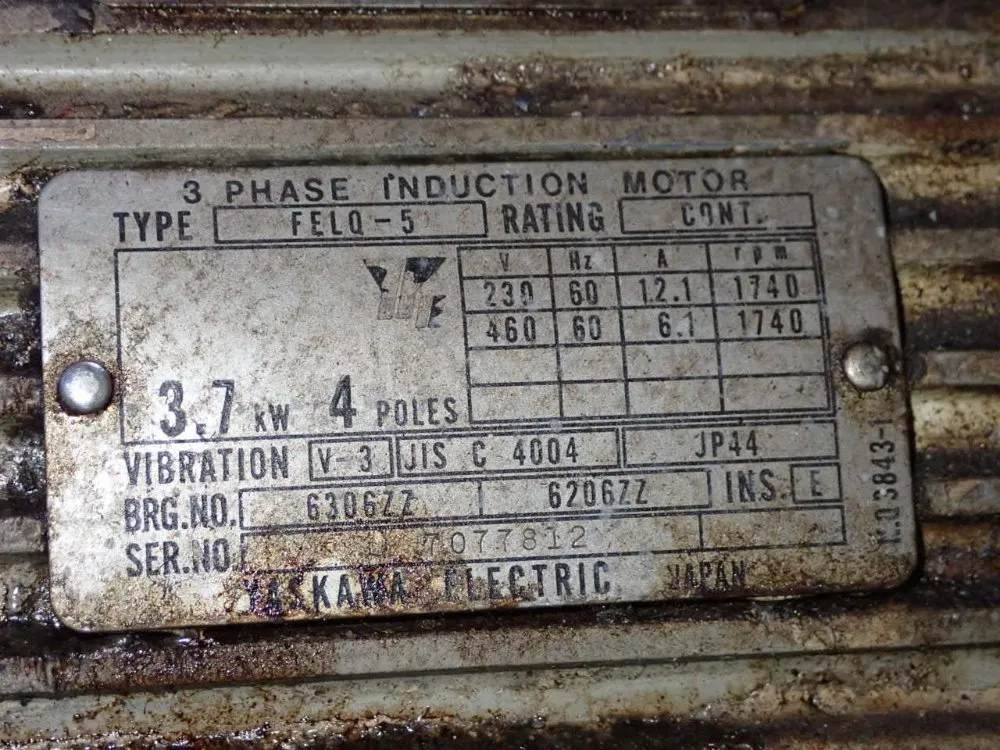 3 PHASE INDUCTION MOTOR
TYPE FELQ-5 RATING CONT.
V Hz A rpm
230 60 12.1 1740
460 60 6.1 1740
3.7 KW 4 POLES
VIBRATION V-3 JIS C 4004 JP44
BRG.NO. 6306ZZ 6206ZZ INS. E
SER.NO 7077812
YASKAWA ELECTRIC JAPAN